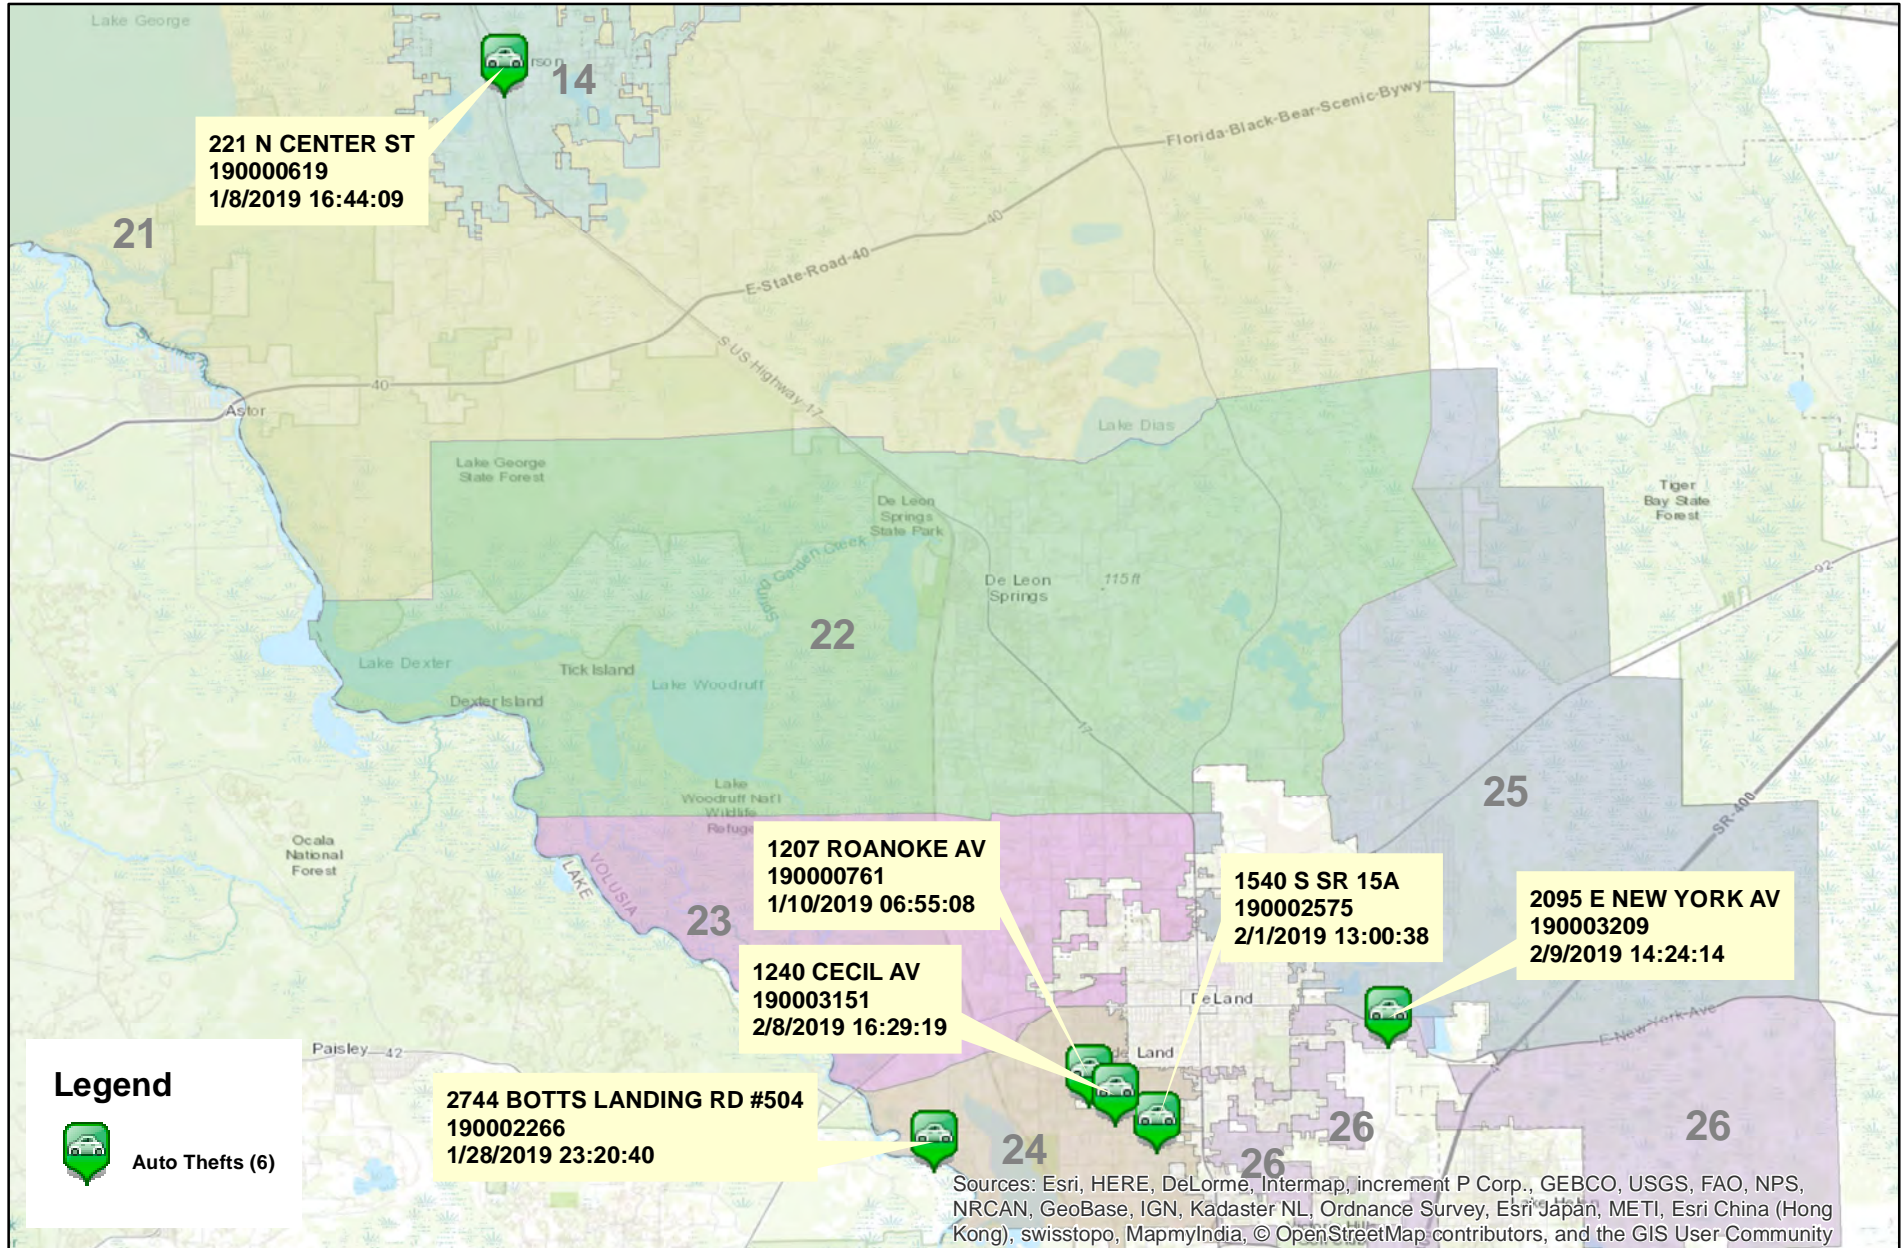 Lake George
14
221 N CENTER ST
190000619
1/8/2019 16:44:09
Florida-Black-Bear-Scenic-Bywy
21
40
E-State-Road-40
S US Highway 17
40
Astor
Lake Dias
Lake George
State Forest
De Leon
Springs
State Park
Tiger
Bay State
Forest
Spring Garden Creek
De Leon
Springs
115 ft
92
22
Lake Dexter
Tick Island
Lake Woodruff
Dexter Island
17
25
Lake
Woodruff Nat'l
Wildlife
Refuge
SR-400
Ocala
National
Forest
VOLUSIA
LAKE
1207 ROANOKE AV
190000761
1/10/2019 06:55:08
1540 S SR 15A
190002575
2/1/2019 13:00:38
2095 E NEW YORK AV
190003209
2/9/2019 14:24:14
23
1240 CECIL AV
190003151
2/8/2019 16:29:19
DeLand
E New York Ave
Paisley
42
Land
Legend
Auto Thefts (6)
2744 BOTTS LANDING RD #504
190002266
1/28/2019 23:20:40
24
26
26
26
Sources: Esri, HERE, DeLorme, Intermap, increment P Corp., GEBCO, USGS, FAO, NPS,
NRCAN, GeoBase, IGN, Kadaster NL, Ordnance Survey, Esri Japan, METI, Esri China (Hong
Kong), swisstopo, MapmyIndia, © OpenStreetMap contributors, and the GIS User Community